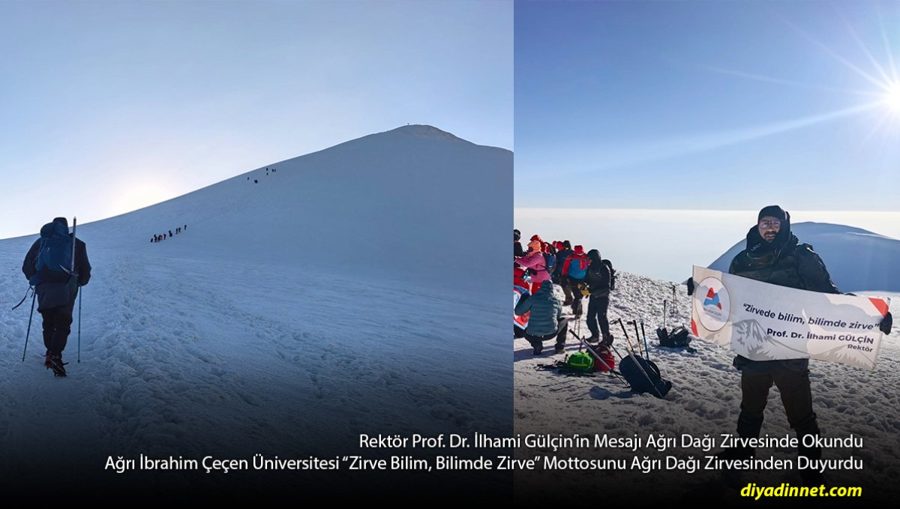 "Zirvede bilim, bilimde zirve"
Prof. Dr. İlhami GÜLÇİN
Rektör
Rektör Prof. Dr. İlhami Gülçin'in Mesajı Ağrı Dağı Zirvesinde Okundu
Ağrı İbrahim Çeçen Üniversitesi “Zirve Bilim, Bilimde Zirve” Mottosunu Ağrı Dağı Zirvesinden Duyurdu
diyadinnet.com